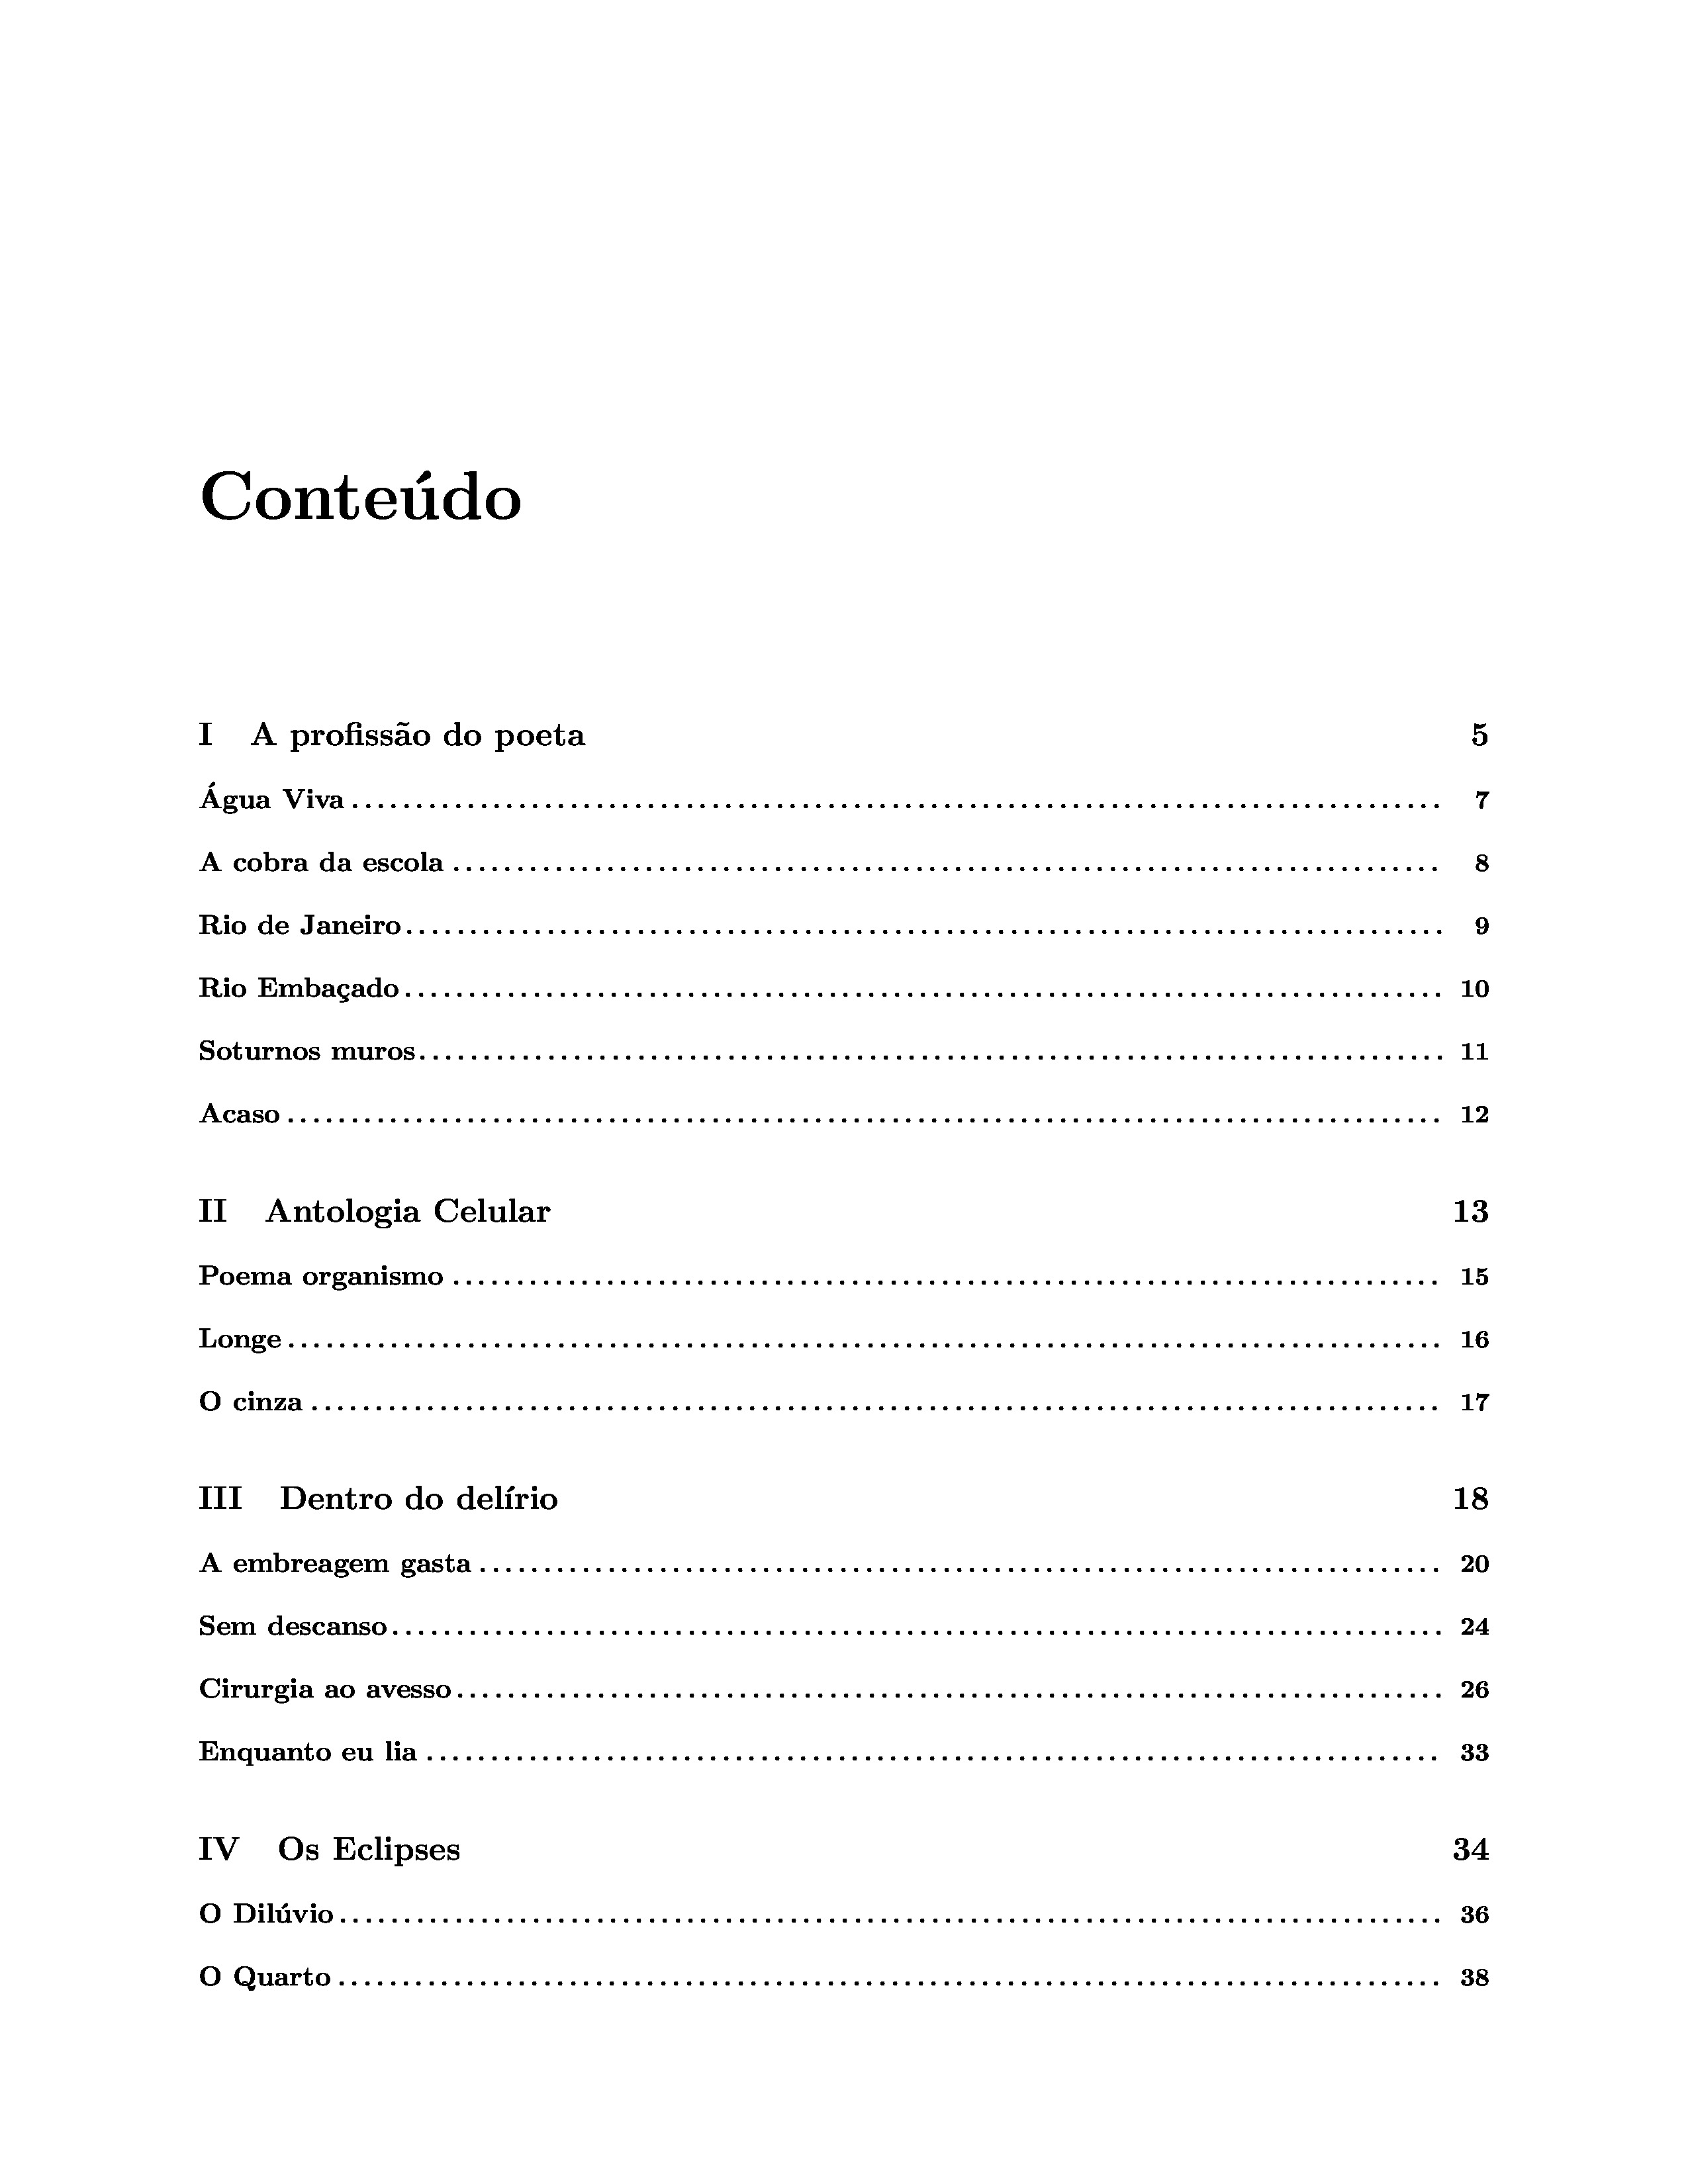 Conteúdo
I A profissão do poeta 5
Água Viva ........ 7
A cobra da escola ........ 8
Rio de Janeiro ........ 9
Rio Embaçado ........ 10
Soturnos muros ........ 11
Acaso ........ 12
II Antologia Celular 13
Poema organismo ........ 15
Longe ........ 16
O cinza ........ 17
III Dentro do delírio 18
A embreagem gasta ........ 20
Sem descanso ........ 24
Cirurgia ao avesso ........ 26
Enquanto eu lia ........ 33
IV Os Eclipses 34
O Dilúvio ........ 36
O Quarto ........ 38